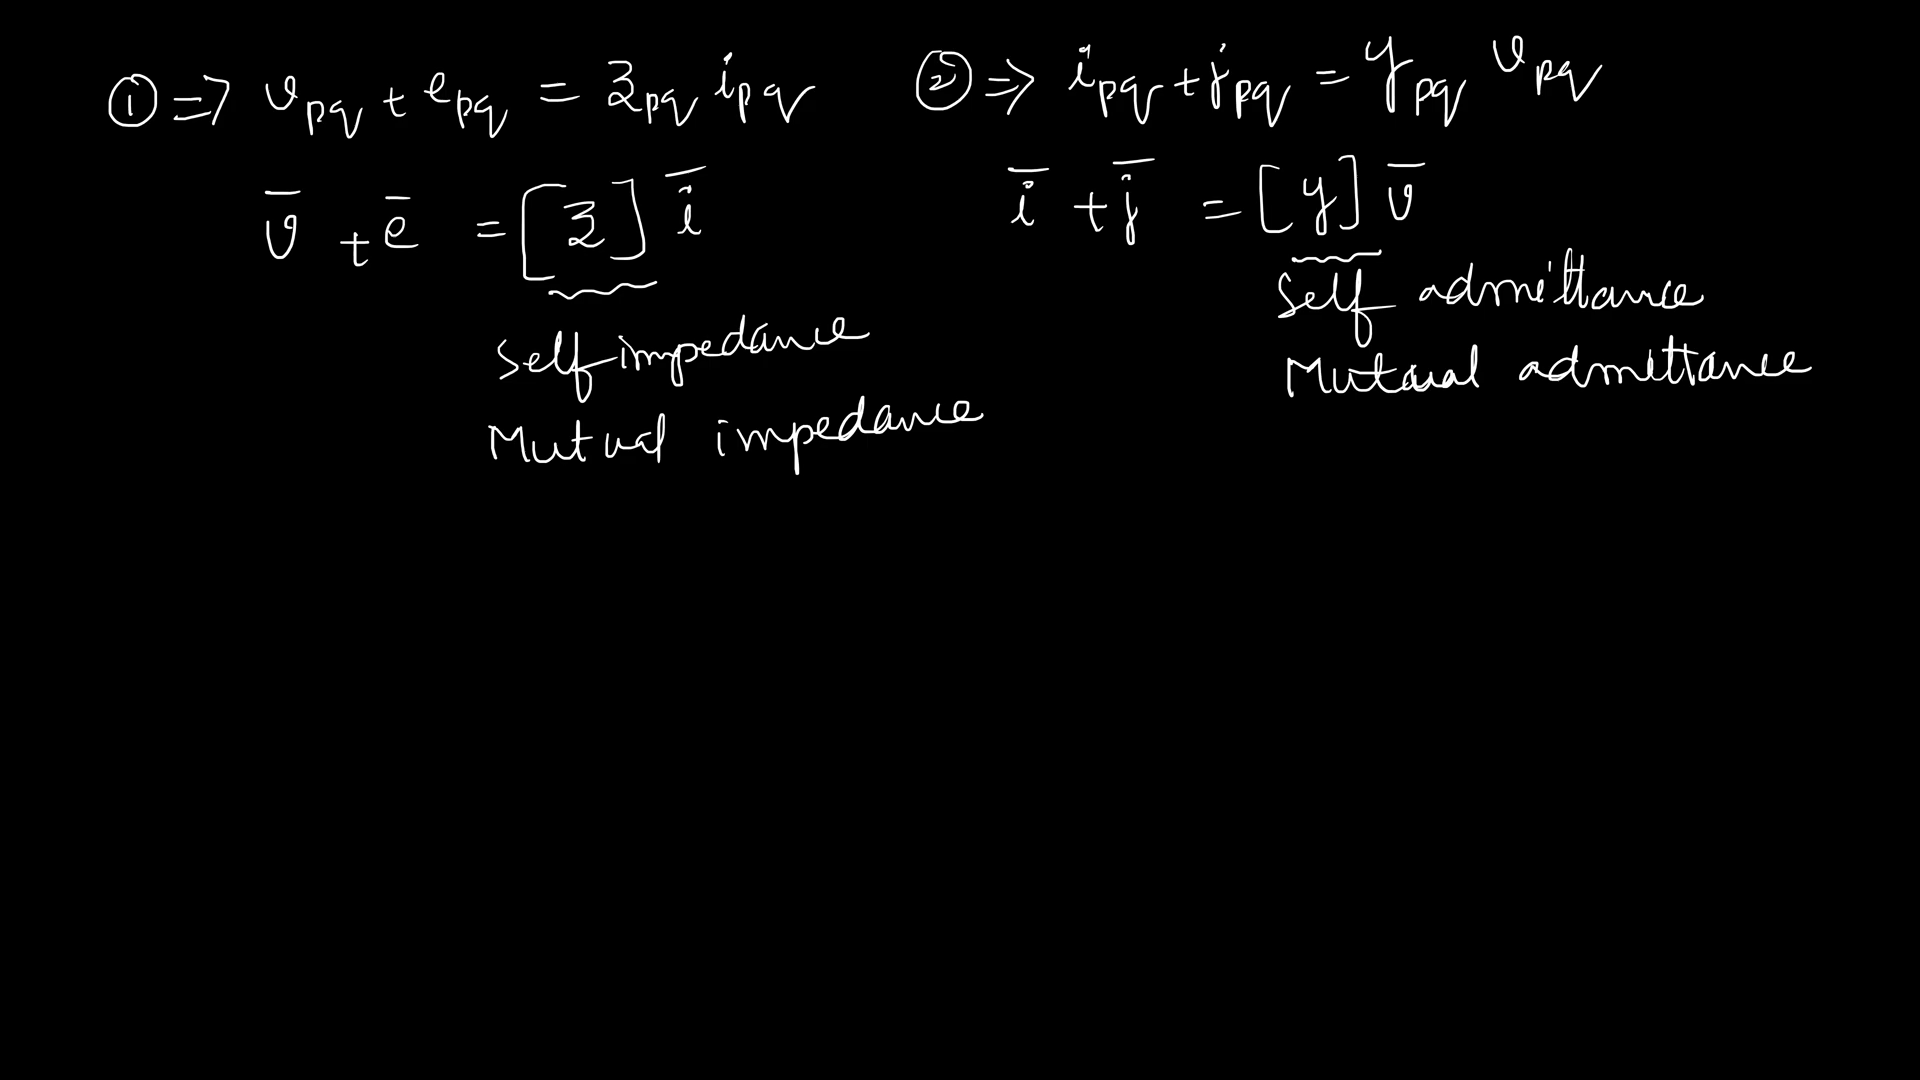 ① ⇒ v_pq + e_pq = z_pq i_pq
v̅ + e̅ = [z] i̅
Self impedance
Mutual impedance
② ⇒ i_pq + j_pq = y_pq v_pq
i̅ + j̅ = [y] v̅
Self admittance
Mutual admittance